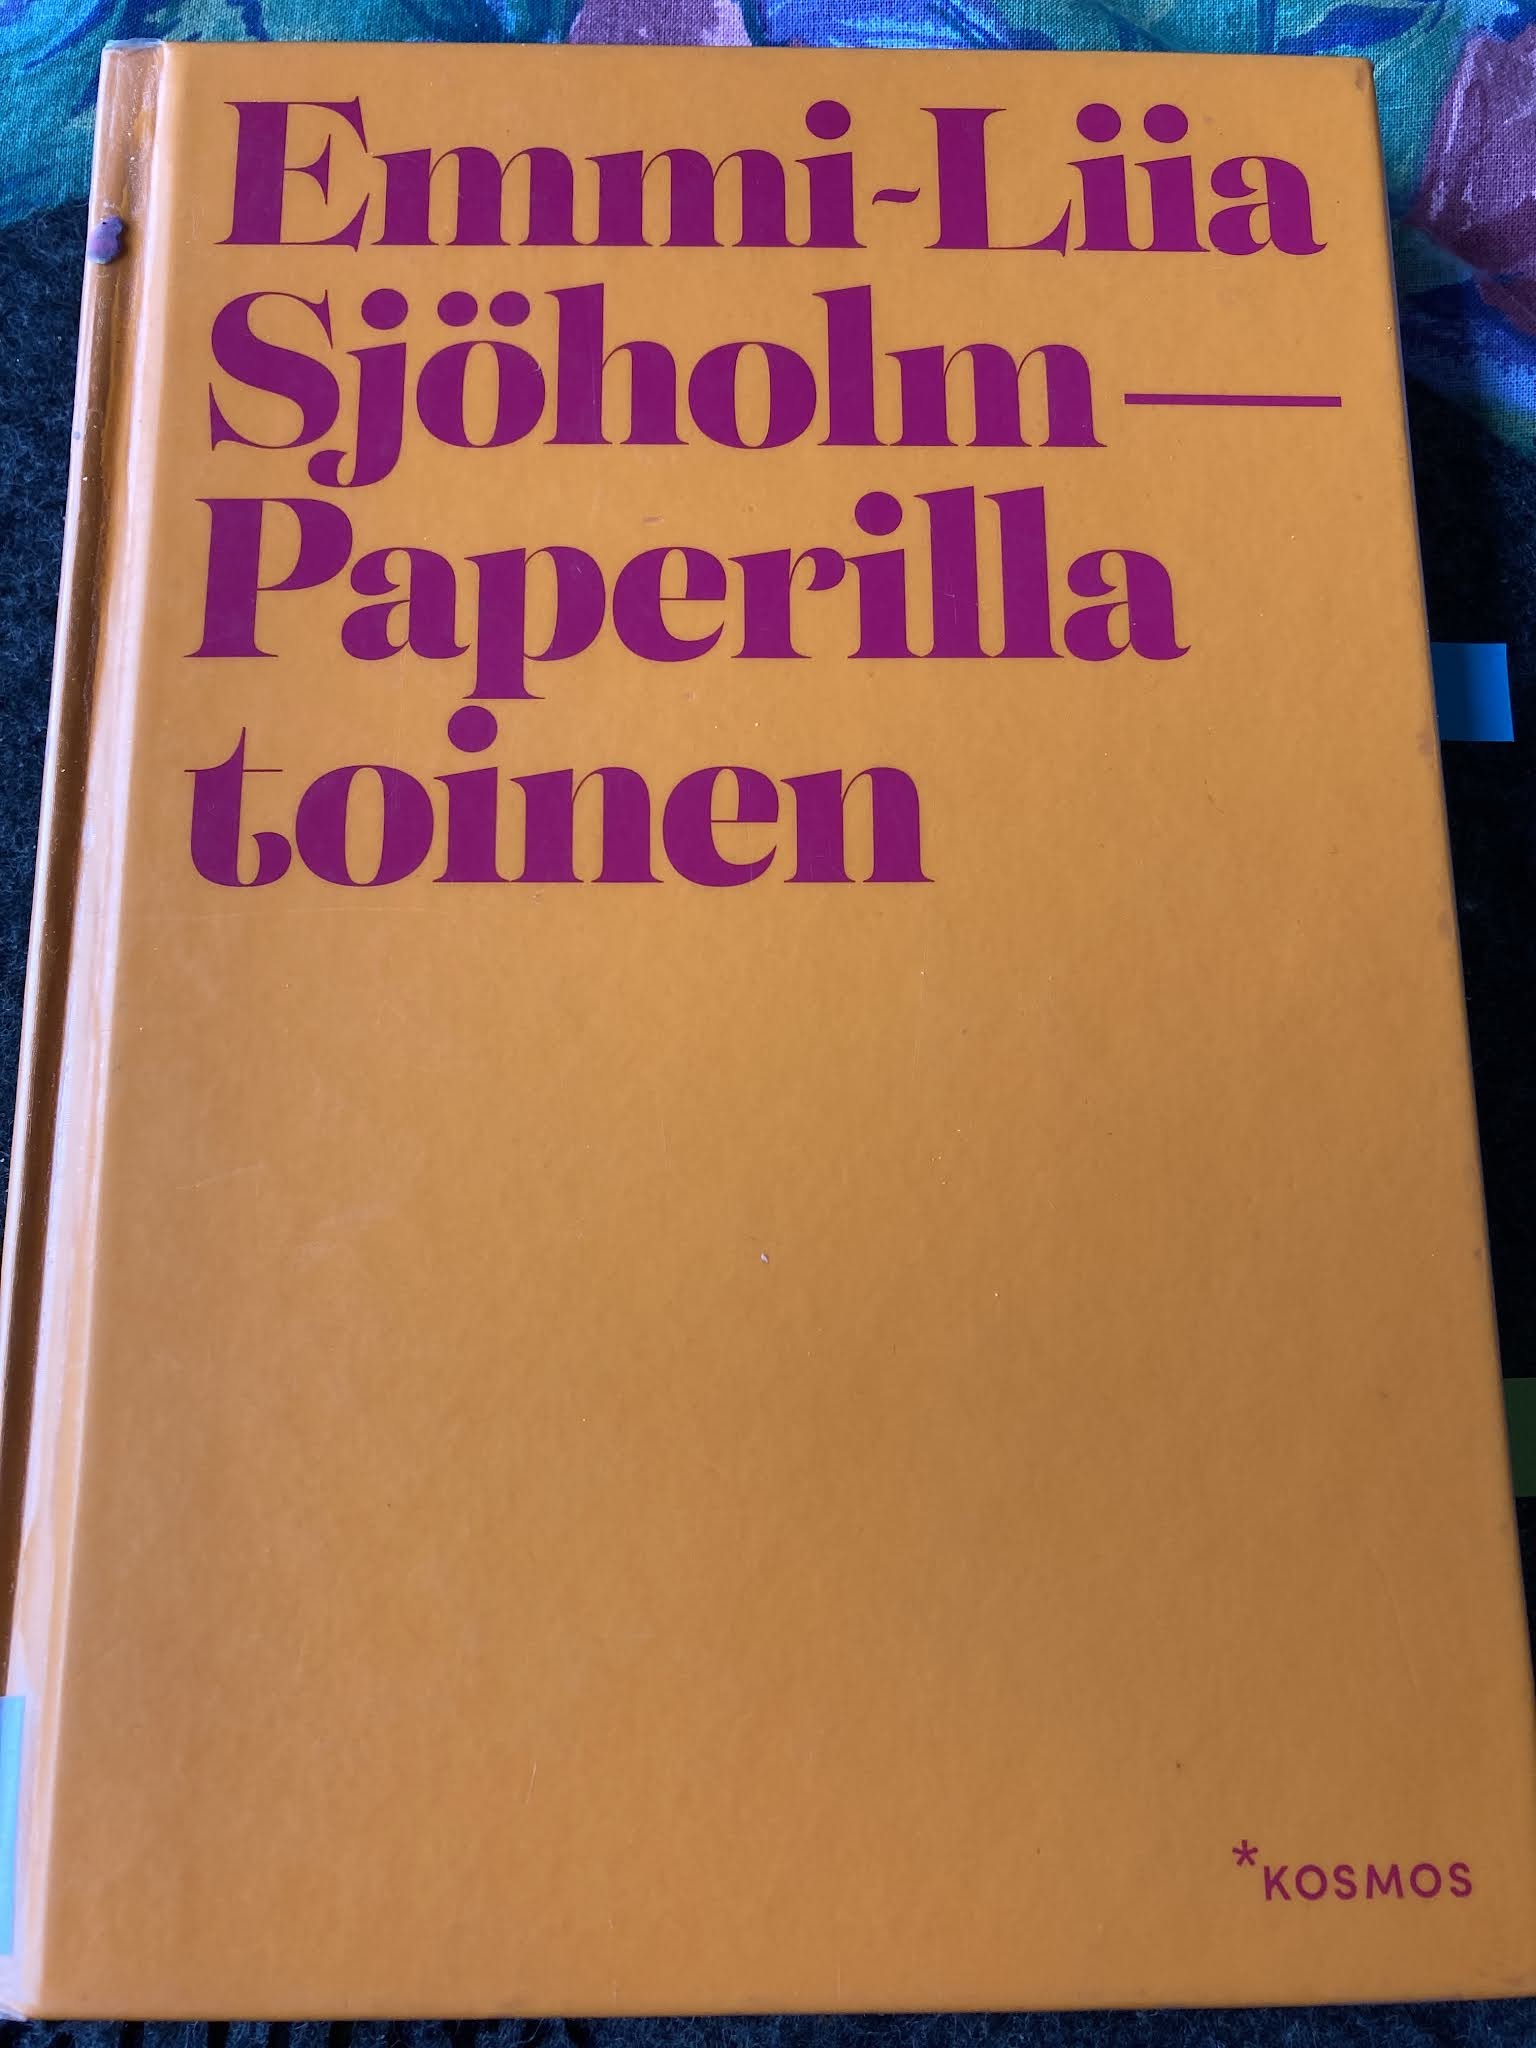 Emmi-Liia
Sjöholm—
Paperilla
toinen
*KOSMOS